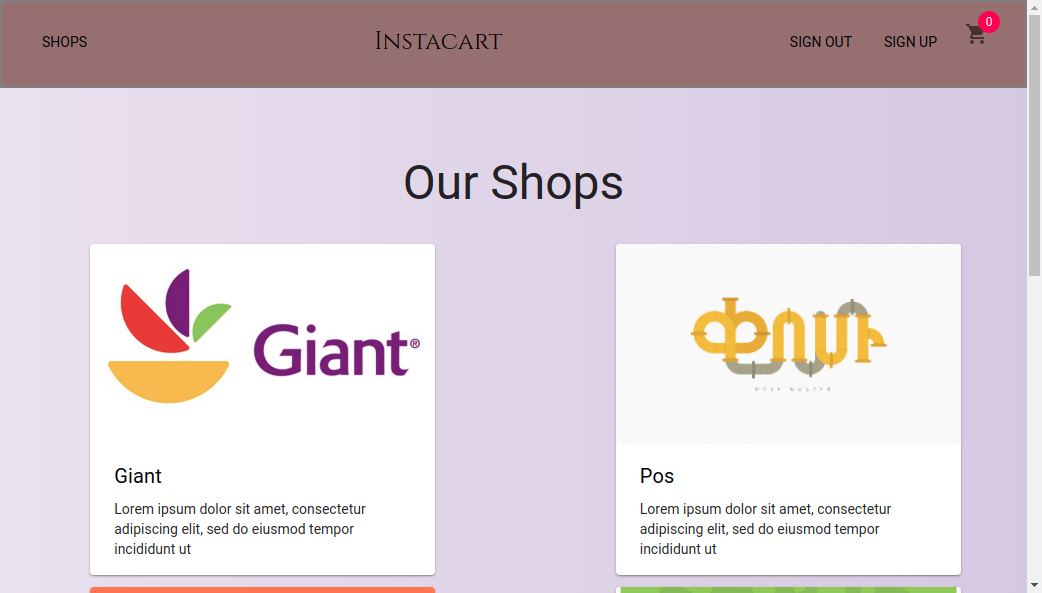 SHOPS
INSTACART
SIGN OUT
SIGN UP
0
Our Shops
Giant®
Giant
Lorem ipsum dolor sit amet, consectetur
adipiscing elit, sed do eiusmod tempor
incididunt ut
Pos
Lorem ipsum dolor sit amet, consectetur
adipiscing elit, sed do eiusmod tempor
incididunt ut